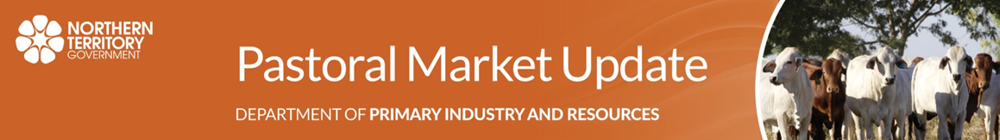 NORTHERN
TERRITORY
GOVERNMENT
Pastoral Market Update
DEPARTMENT OF PRIMARY INDUSTRY AND RESOURCES